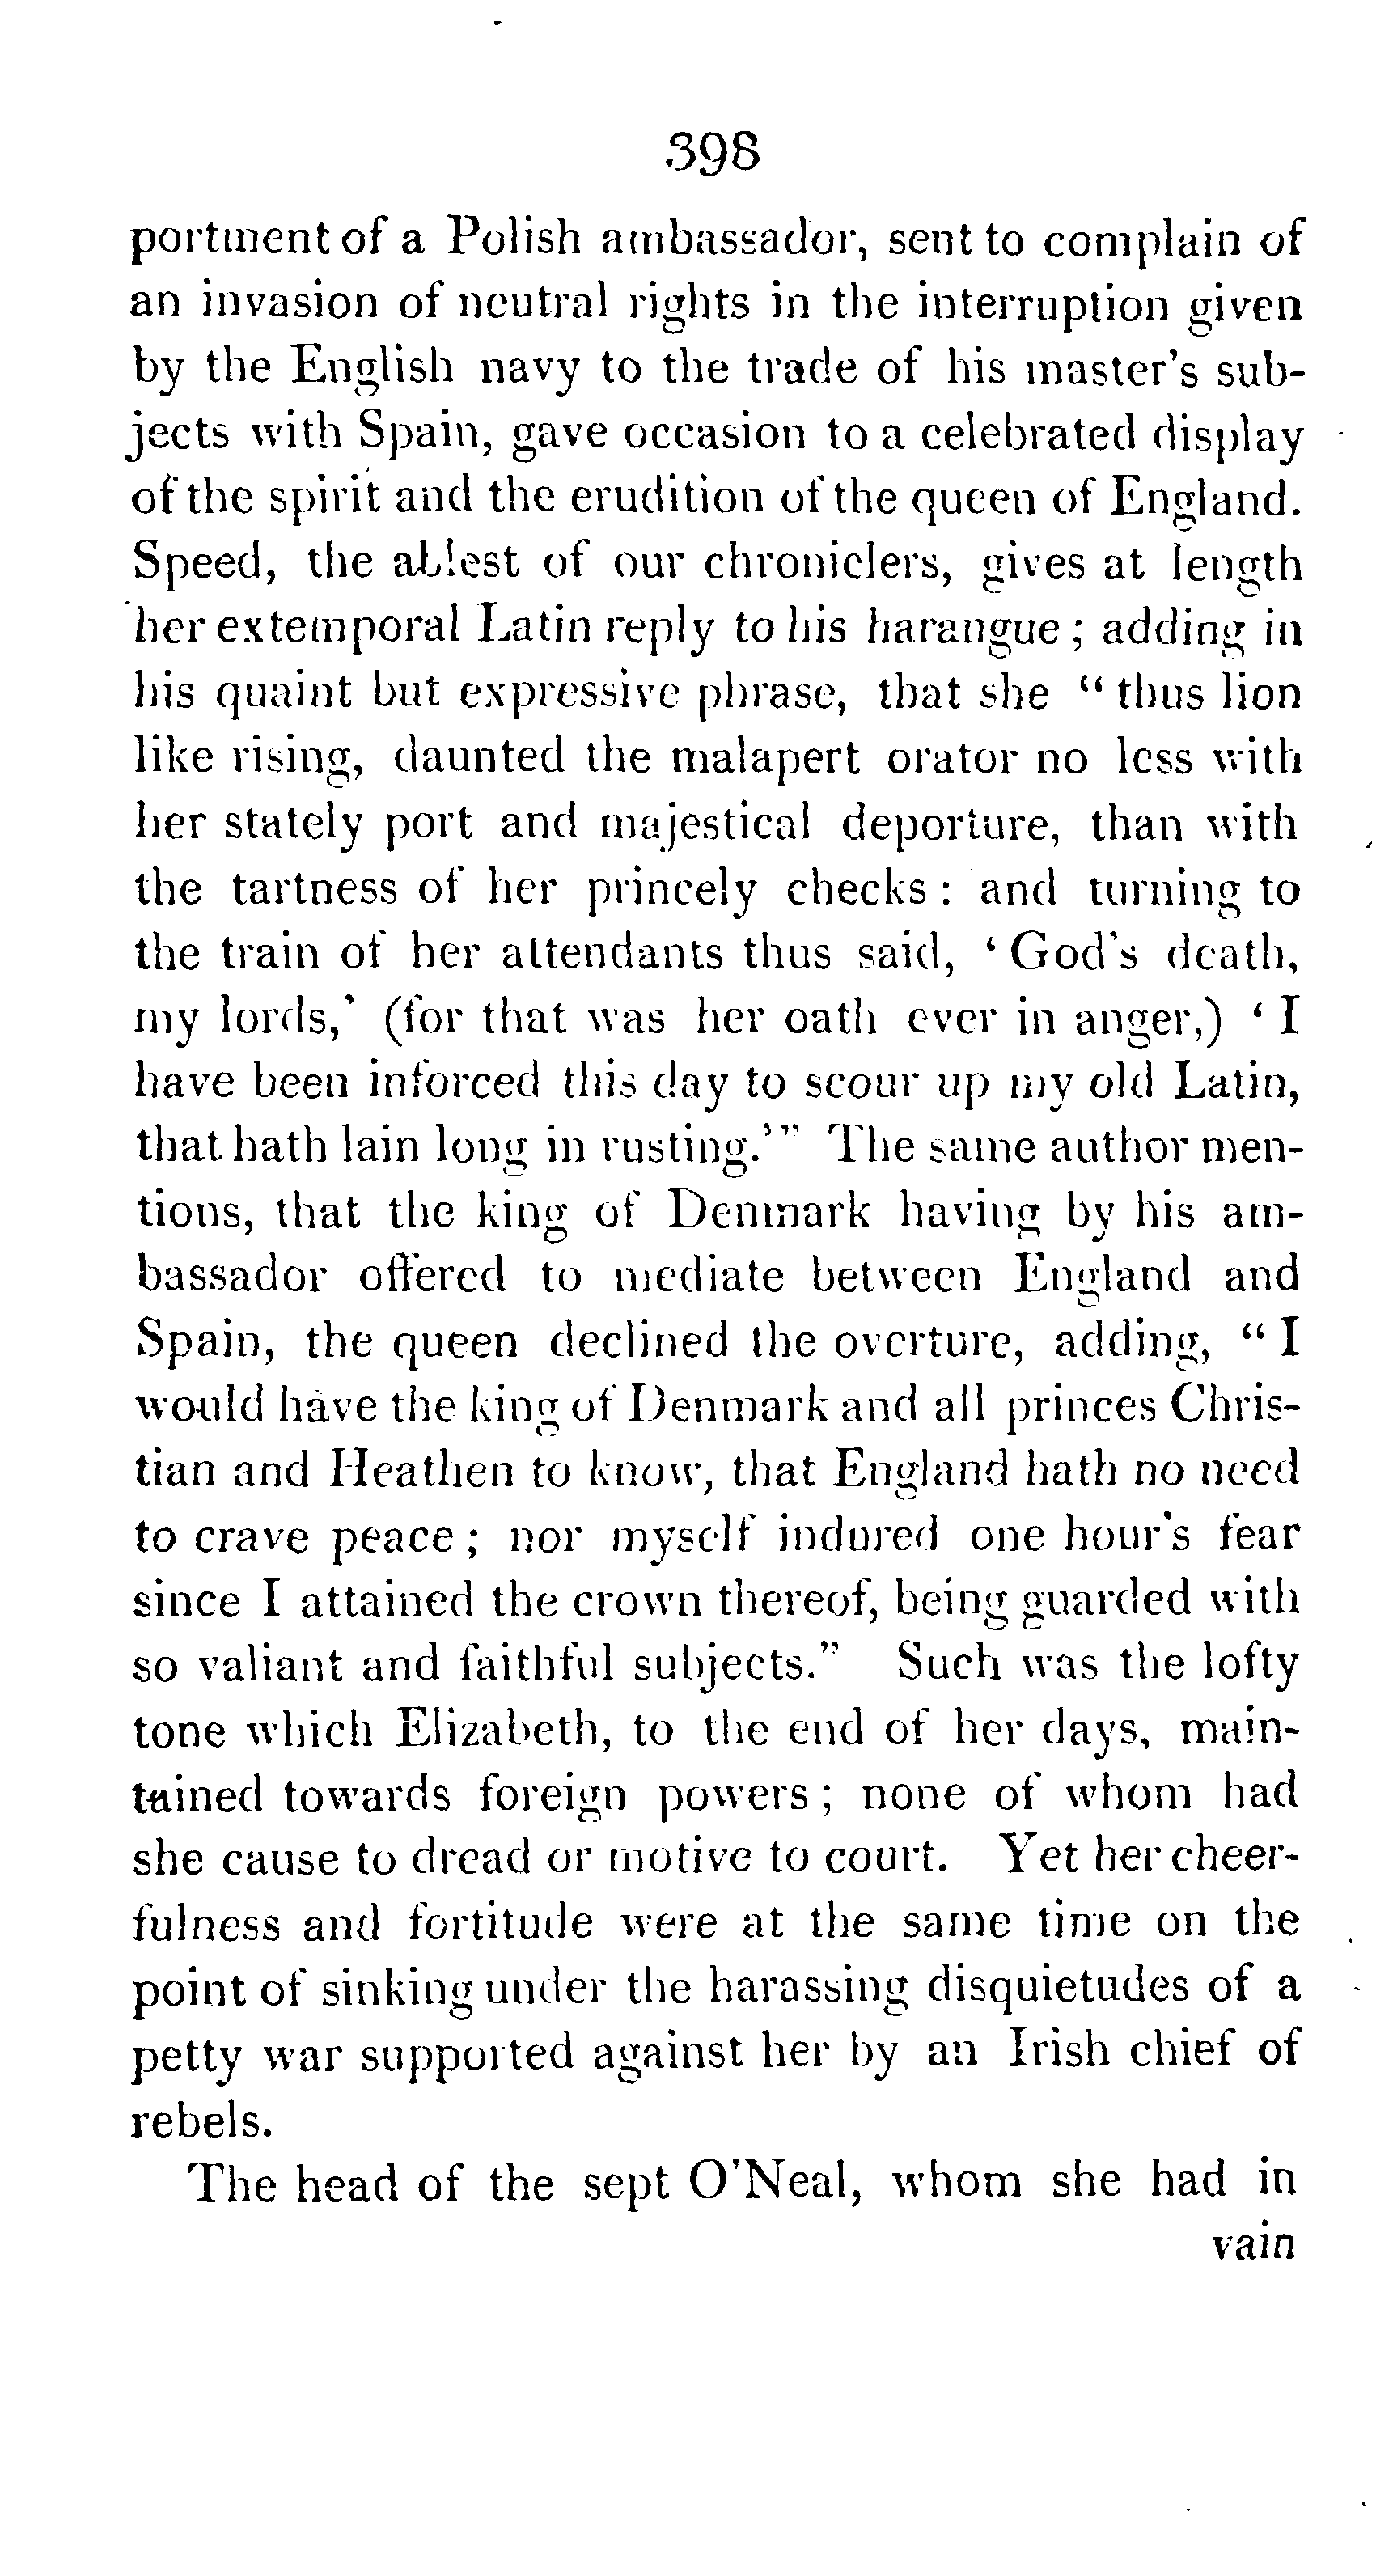 398
portment of a Polish ambassador, sent to complain of
an invasion of neutral rights in the interruption given
by the English navy to the trade of his master's sub-
jects with Spain, gave occasion to a celebrated display
of the spirit and the erudition of the queen of England.
Speed, the ablest of our chroniclers, gives at length
her extemporal Latin reply to his harangue; adding in
his quaint but expressive phrase, that she "thus lion
like rising, daunted the malapert orator no less with
her stately port and majestical deporture, than with
the tartness of her princely checks: and turning to
the train of her attendants thus said, 'God's death,
my lords,' (for that was her oath ever in anger,) 'I
have been inforced this day to scour up my old Latin,
that hath lain long in rusting.'" The same author men-
tions, that the king of Denmark having by his am-
bassador offered to mediate between England and
Spain, the queen declined the overture, adding, "I
would have the king of Denmark and all princes Chris-
tian and Heathen to know, that England hath no need
to crave peace; nor myself indured one hour's fear
since I attained the crown thereof, being guarded with
so valiant and faithful subjects." Such was the lofty
tone which Elizabeth, to the end of her days, main-
tained towards foreign powers; none of whom had
she cause to dread or motive to court. Yet her cheer-
fulness and fortitude were at the same time on the
point of sinking under the harassing disquietudes of a
petty war supported against her by an Irish chief of
rebels.
The head of the sept O'Neal, whom she had in
vain